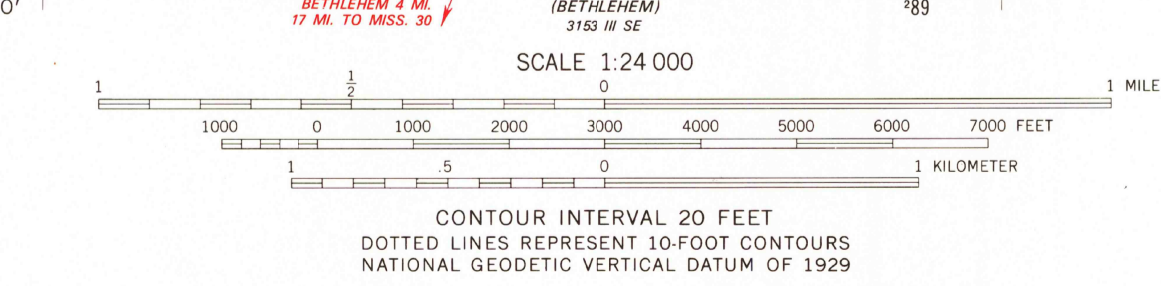 0'
BETHLEHEM 4 MI.
17 MI. TO MISS. 30
(BETHLEHEM)
3153 III SE
²89
SCALE 1:24 000
1 1/2 0 1 MILE
1000 0 1000 2000 3000 4000 5000 6000 7000 FEET
1 .5 0 1 KILOMETER
CONTOUR INTERVAL 20 FEET
DOTTED LINES REPRESENT 10-FOOT CONTOURS
NATIONAL GEODETIC VERTICAL DATUM OF 1929